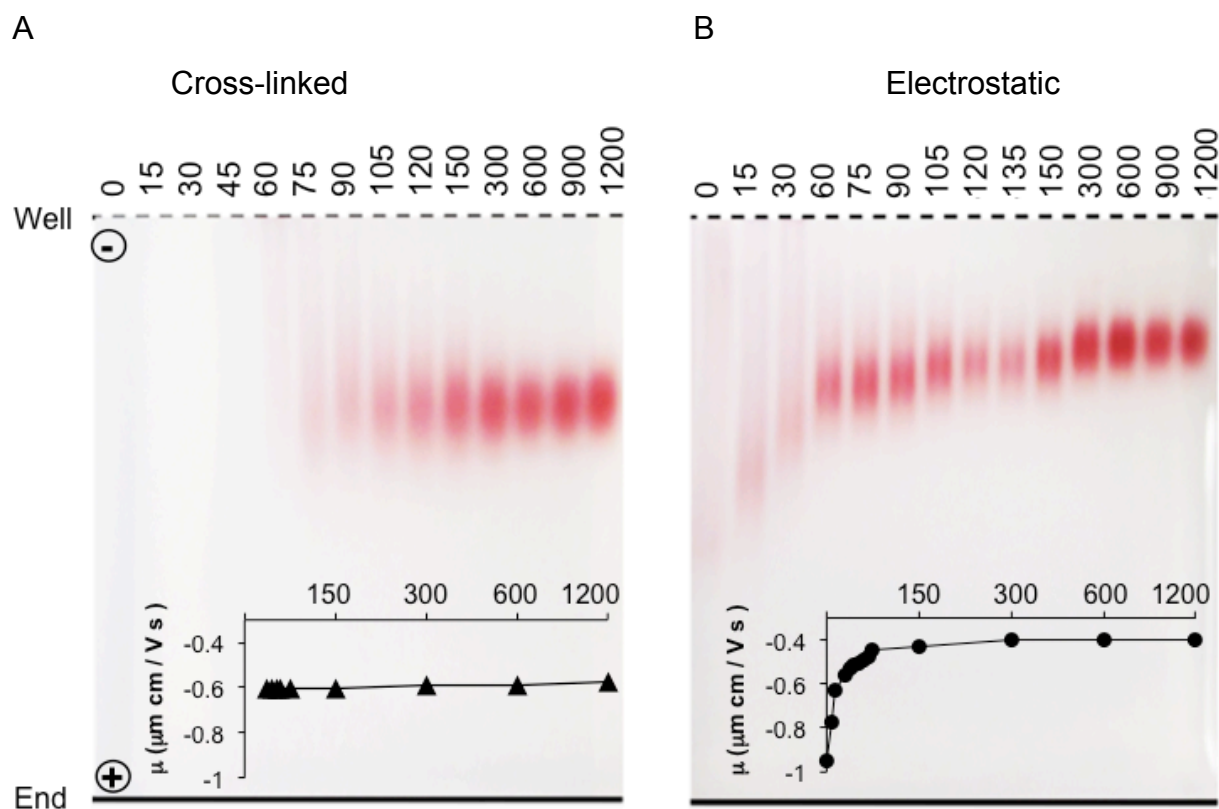 A
B
Cross-linked
Electrostatic
0 15 30 45 60 75 90 105 120 150 300 600 900 1200
0 15 30 60 75 90 105 120 135 150 300 600 900 1200
Well
-
150 300 600 1200
-0.4
-0.6
-0.8
-1
μ (μm cm / V s )
150 300 600 1200
-0.4
-0.6
-0.8
-1
μ (μm cm / V s )
+
End